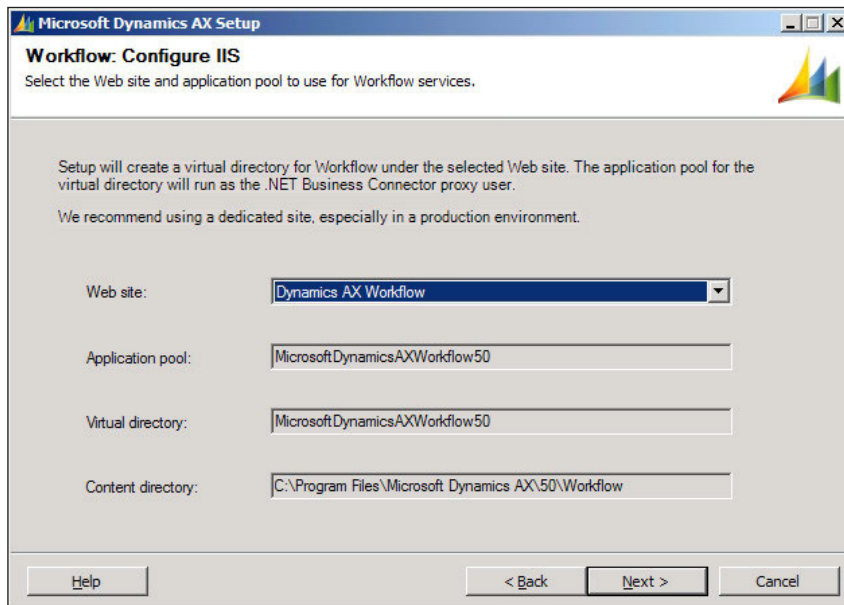 Microsoft Dynamics AX Setup
Workflow: Configure IIS
Select the Web site and application pool to use for Workflow services.
Setup will create a virtual directory for Workflow under the selected Web site. The application pool for the
virtual directory will run as the .NET Business Connector proxy user.
We recommend using a dedicated site, especially in a production environment.
Web site: Dynamics AX Workflow
Application pool: MicrosoftDynamicsAXWorkflow50
Virtual directory: MicrosoftDynamicsAXWorkflow50
Content directory: C:\Program Files\Microsoft Dynamics AX\50\Workflow
Help < Back Next > Cancel